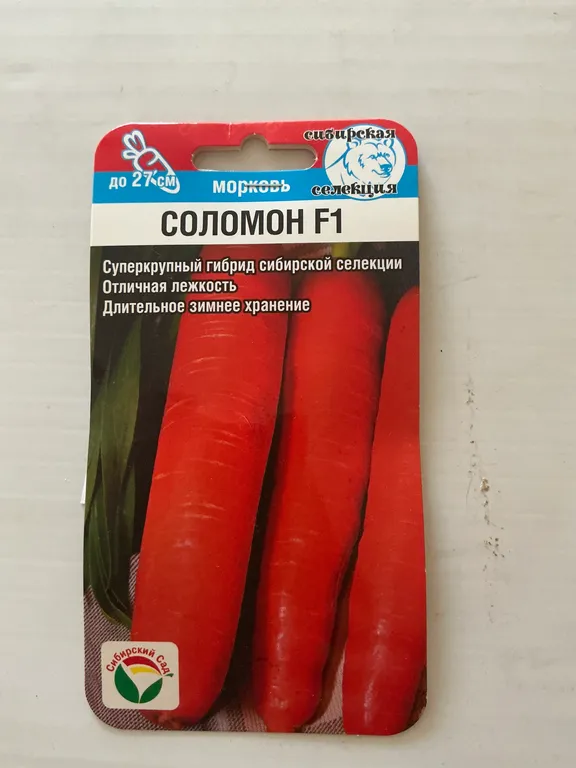 сибирская
селекция
до 27 см
морковь
СОЛОМОН F1
Суперкрупный гибрид сибирской селекции
Отличная лежкость
Длительное зимнее хранение
Сибирский Сад